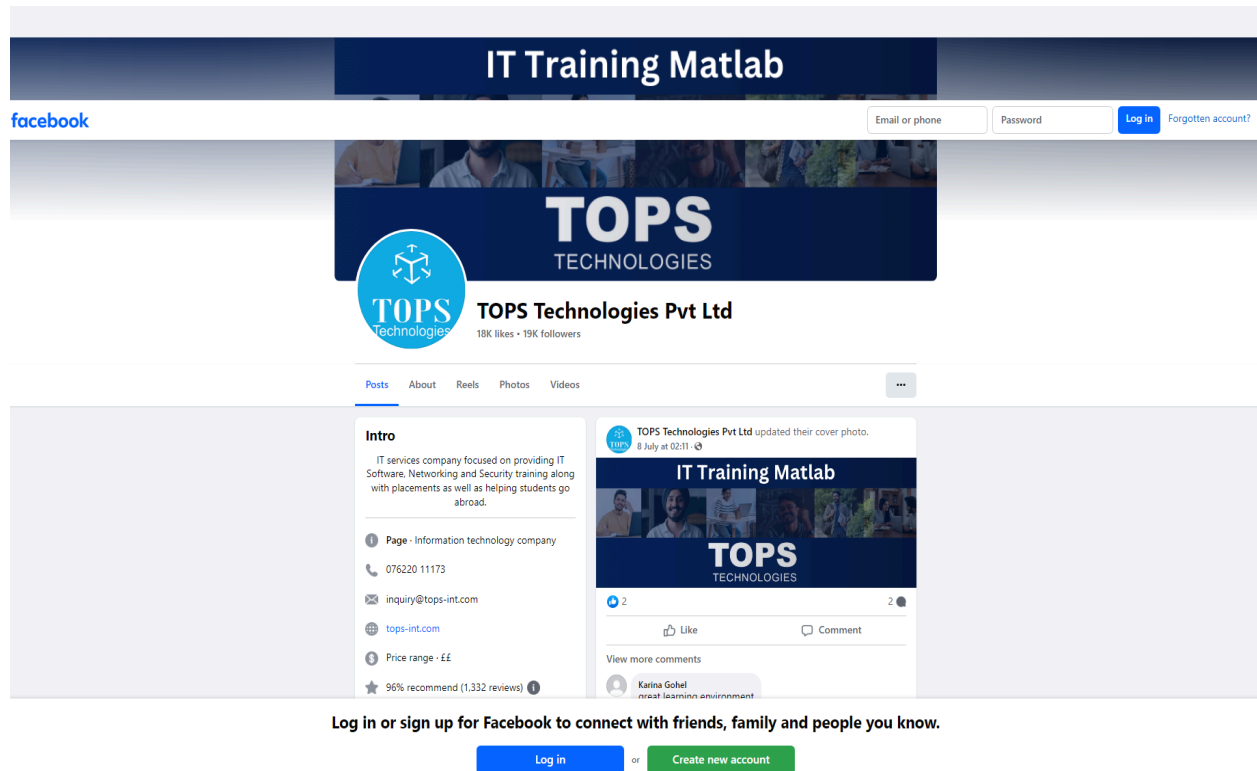 IT Training Matlab
facebook
Email or phone
Password
Log in
Forgotten account?
TOPS
TECHNOLOGIES
TOPS
Technologies
TOPS Technologies Pvt Ltd
18K likes • 19K followers
Posts
About
Reels
Photos
Videos
Intro
IT services company focused on providing IT
Software, Networking and Security training along
with placements as well as helping students go
abroad.
Page · Information technology company
076220 11173
inquiry@tops-int.com
tops-int.com
Price range · ££
96% recommend (1,332 reviews)
TOPS
TOPS Technologies Pvt Ltd updated their cover photo.
8 July at 02:11 ·
IT Training Matlab
TOPS
TECHNOLOGIES
2
2
Like
Comment
View more comments
Karina Gohel
great learning environment
Log in or sign up for Facebook to connect with friends, family and people you know.
Log in
or
Create new account